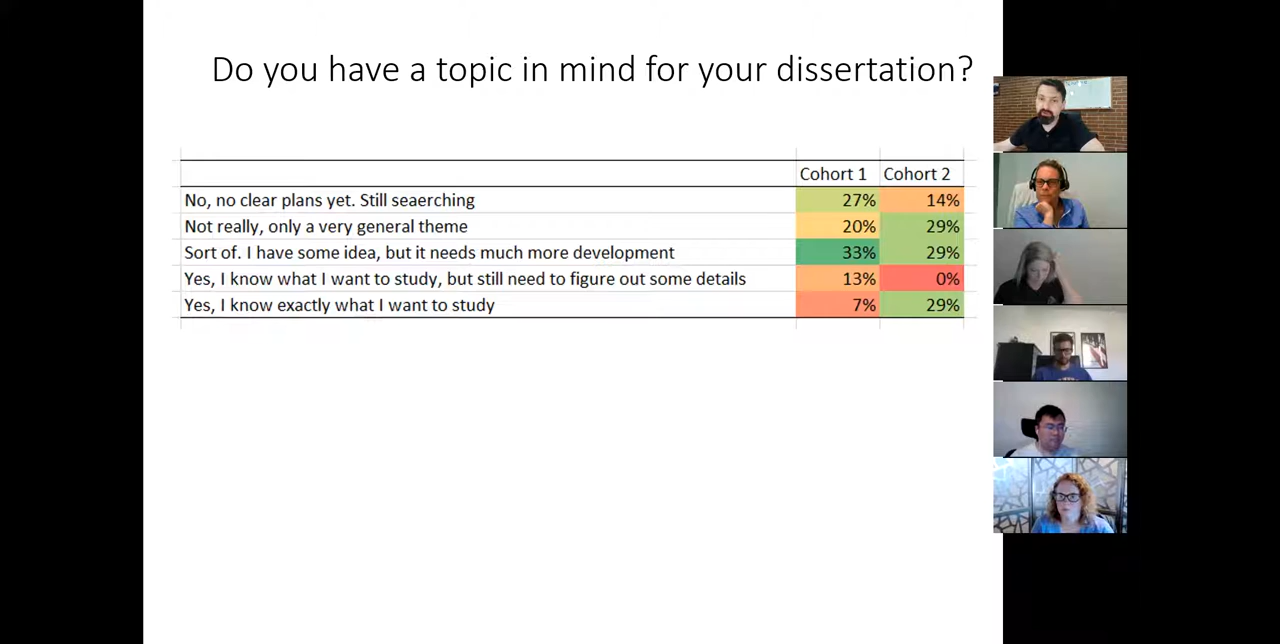 Do you have a topic in mind for your dissertation?
Cohort 1 Cohort 2
No, no clear plans yet. Still seaerching 27% 14%
Not really, only a very general theme 20% 29%
Sort of. I have some idea, but it needs much more development 33% 29%
Yes, I know what I want to study, but still need to figure out some details 13% 0%
Yes, I know exactly what I want to study 7% 29%